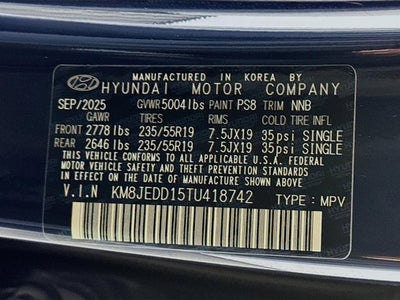 MANUFACTURED IN KOREA BY
HYUNDAI MOTOR COMPANY
SEP/2025 GVWR 5004 lbs PAINT PS8 TRIM NNB
GAWR TIRES RIMS COLD TIRE INFL
FRONT 2778 lbs 235/55R19 7.5JX19 35psi SINGLE
REAR 2646 lbs 235/55R19 7.5JX19 35psi SINGLE
THIS VEHICLE CONFORMS TO ALL APPLICABLE FEDERAL
MOTOR VEHICLE SAFETY AND THEFT PREVENTION STANDARDS
IN EFFECT ON THE DATE OF MANUFACTURE SHOWN ABOVE.
V.I.N KM8JEDD15TU418742 TYPE : MPV